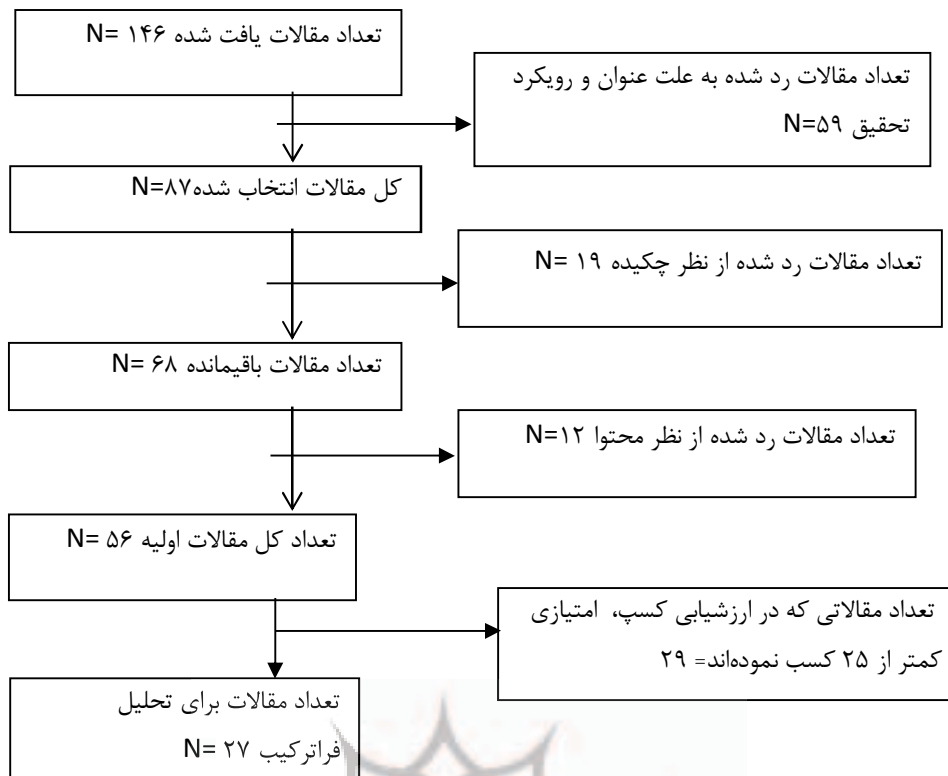 تعداد مقالات یافت شده ۱۴۶ =N
تعداد مقالات رد شده به علت عنوان و رویکرد
تحقیق N=۵۹
کل مقالات انتخاب شدهN=۸۷
تعداد مقالات رد شده از نظر چکیده ۱۹ =N
تعداد مقالات باقیمانده ۶۸ =N
تعداد مقالات رد شده از نظر محتوا N=۱۲
تعداد کل مقالات اولیه ۵۶ =N
تعداد مقالاتی که در ارزشیابی کسپ، امتیازی
کمتر از ۲۵ کسب نموده‌اند= ۲۹
تعداد مقالات برای تحلیل
فراترکیب ۲۷ =N